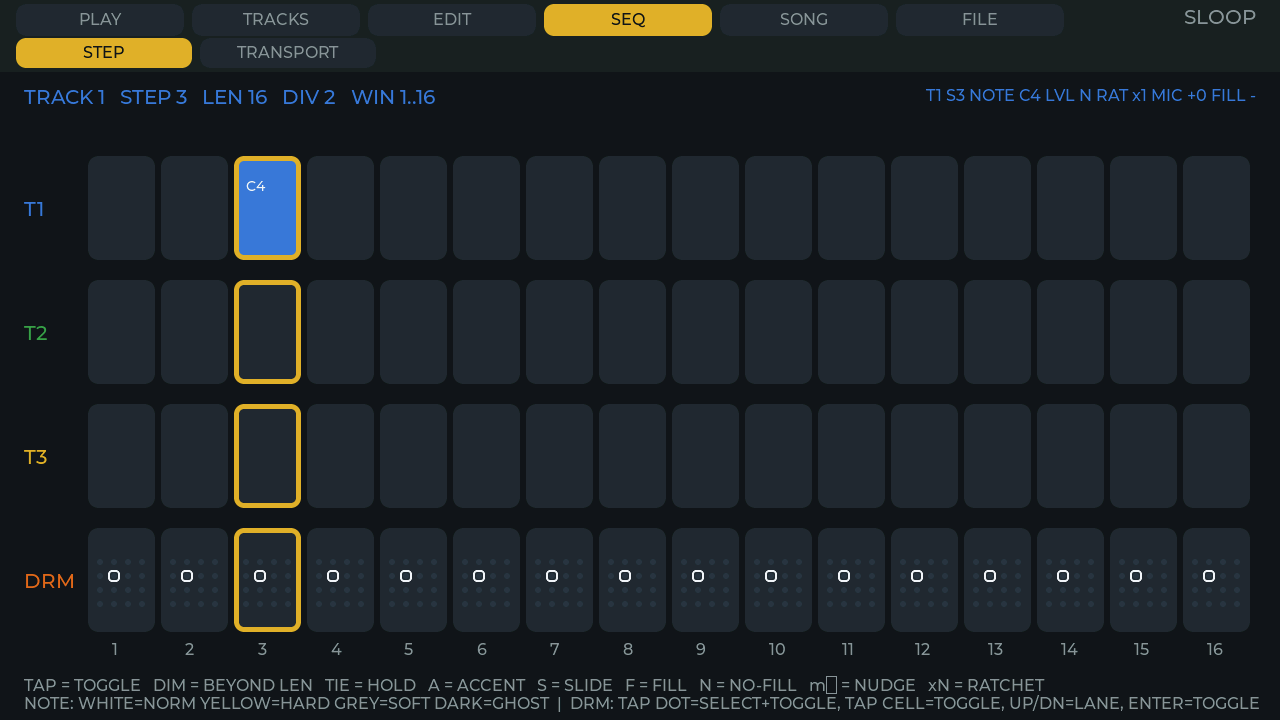 PLAY TRACKS EDIT SEQ SONG FILE SLOOP
STEP TRANSPORT
TRACK 1 STEP 3 LEN 16 DIV 2 WIN 1..16 T1 S3 NOTE C4 LVL N RAT x1 MIC +0 FILL -
C4
T1
T2
T3
DRM
1 2 3 4 5 6 7 8 9 10 11 12 13 14 15 16
TAP = TOGGLE DIM = BEYOND LEN TIE = HOLD A = ACCENT S = SLIDE F = FILL N = NO-FILL m□ = NUDGE xN = RATCHET
NOTE: WHITE=NORM YELLOW=HARD GREY=SOFT DARK=GHOST | DRM: TAP DOT=SELECT+TOGGLE, TAP CELL=TOGGLE, UP/DN=LANE, ENTER=TOGGLE